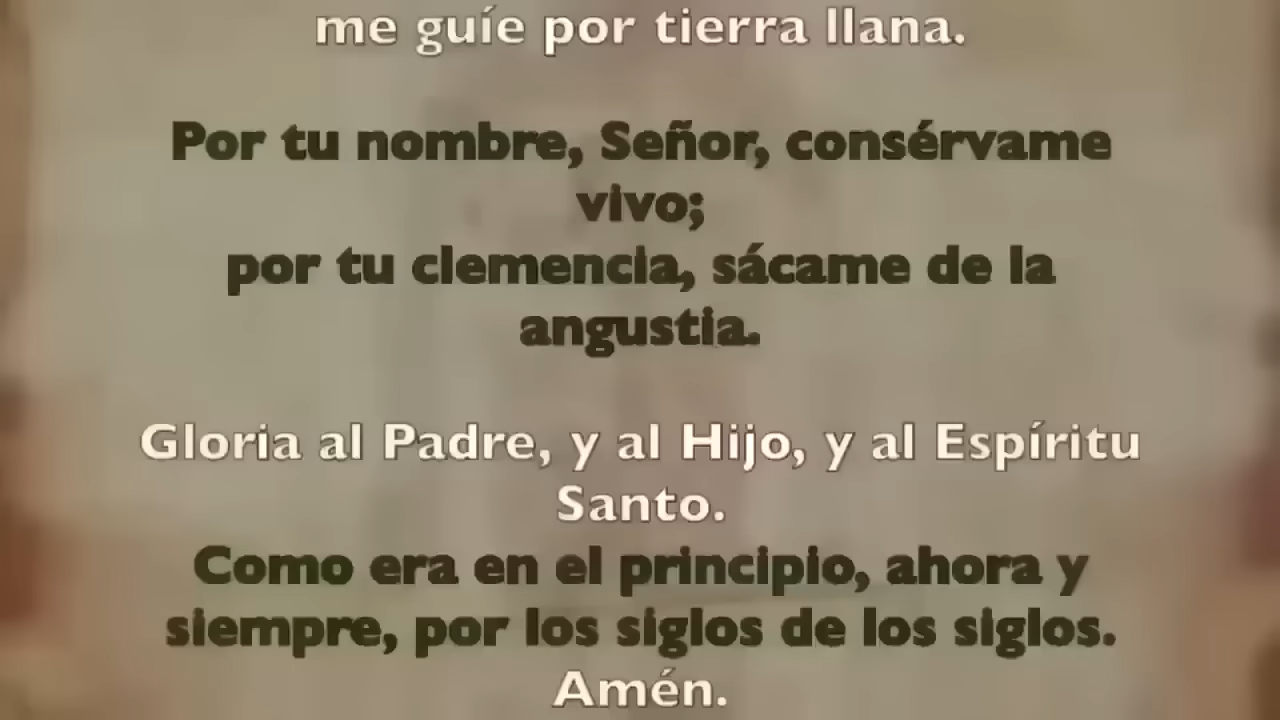 me guíe por tierra llana.
Por tu nombre, Señor, consérvame
vivo;
por tu clemencia, sácame de la
angustia.
Gloria al Padre, y al Hijo, y al Espíritu
Santo.
Como era en el principio, ahora y
siempre, por los siglos de los siglos.
Amén.